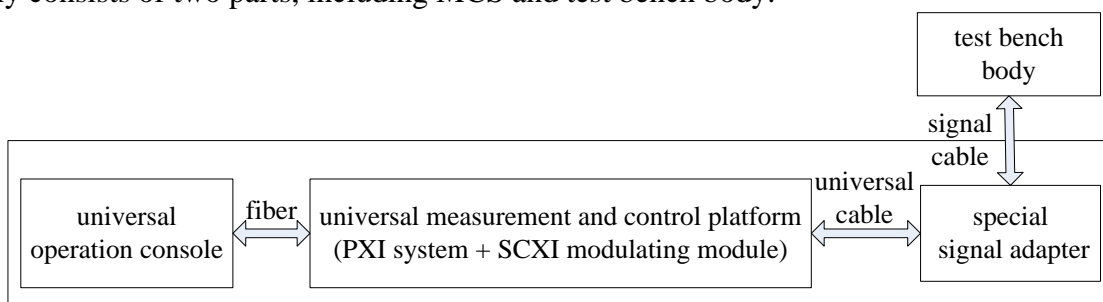 y consists of two parts, including MCS and test bench body.
test bench
body
signal
cable
universal
operation console
fiber
universal measurement and control platform
(PXI system + SCXI modulating module)
universal
cable
special
signal adapter